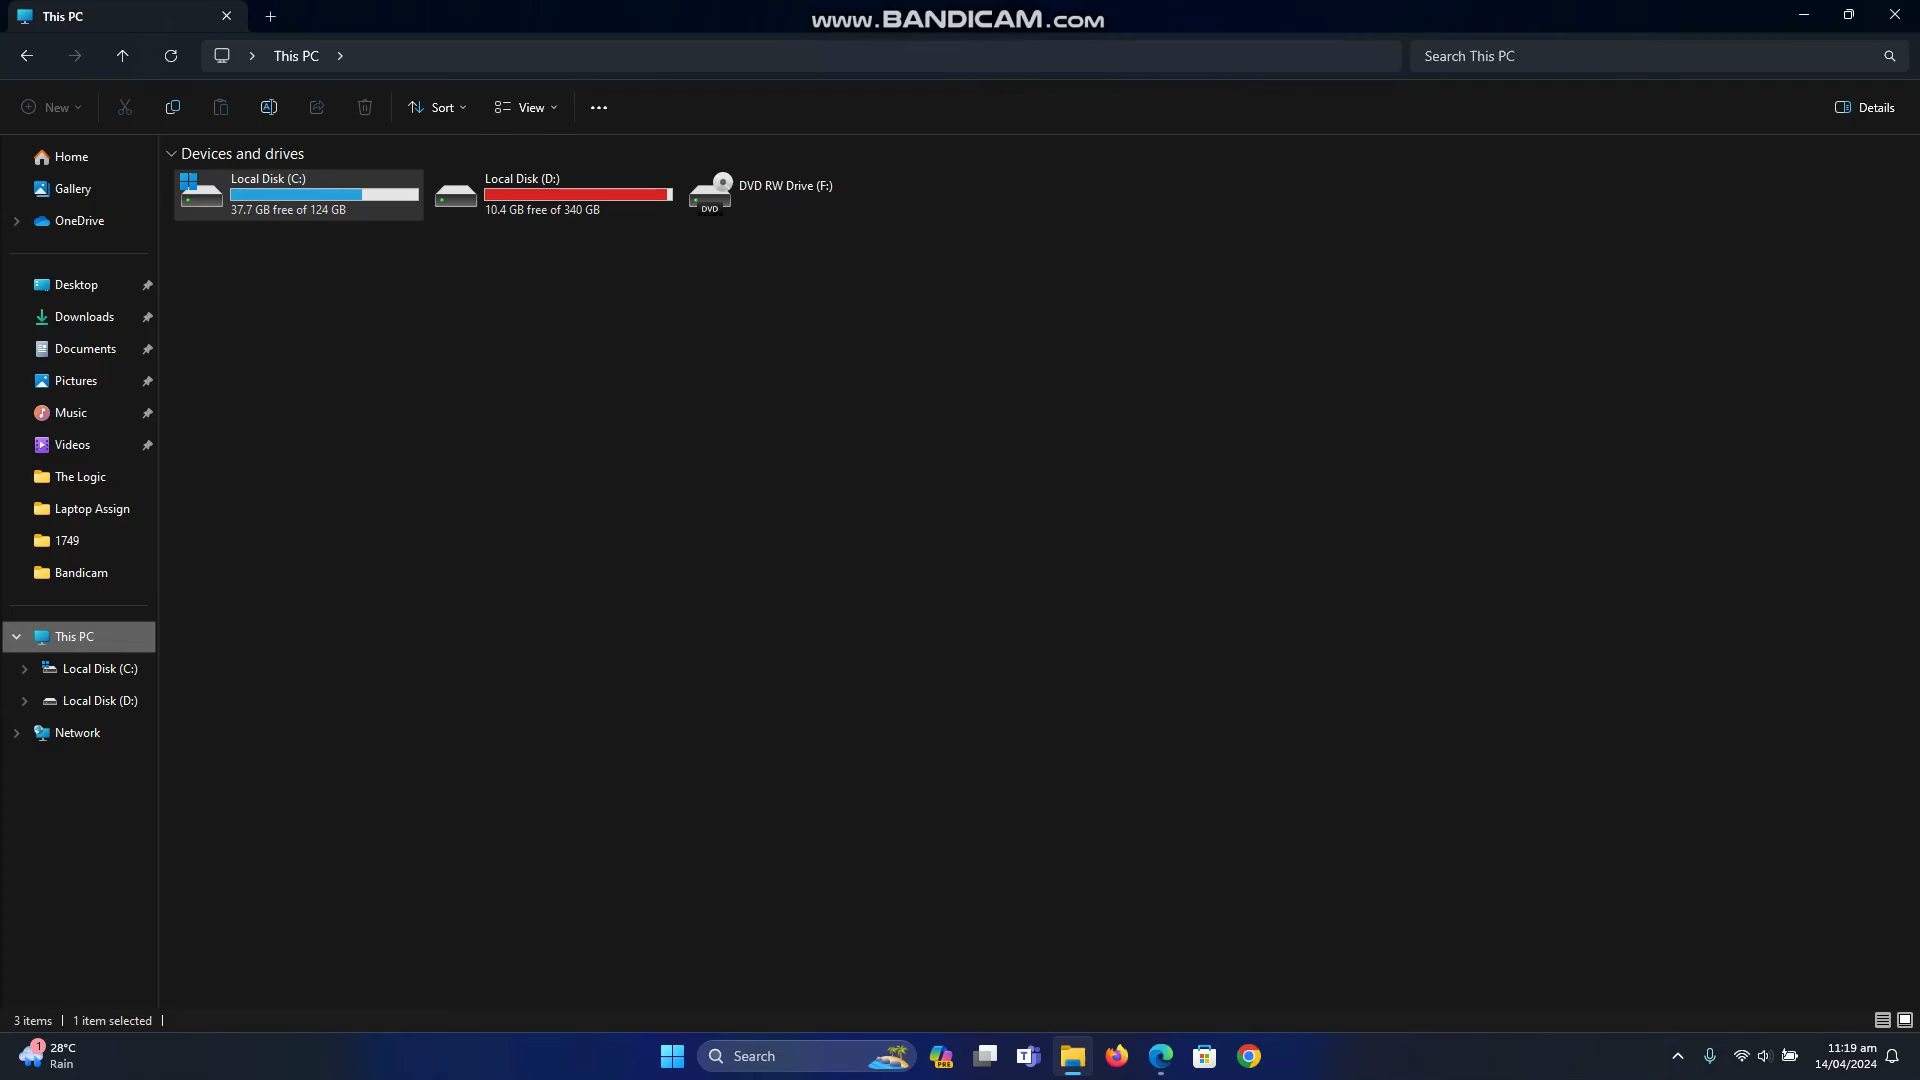 This PC
www.BANDICAM.com
This PC
Search This PC
New
Sort
View
Details
Home
Gallery
OneDrive
Desktop
Downloads
Documents
Pictures
Music
Videos
The Logic
Laptop Assign
1749
Bandicam
This PC
Local Disk (C:)
Local Disk (D:)
Network
Devices and drives
Local Disk (C:)
37.7 GB free of 124 GB
Local Disk (D:)
10.4 GB free of 340 GB
DVD RW Drive (F:)
DVD
3 items
1 item selected
1
28°C
Rain
Search
PRE
11:19 am
14/04/2024